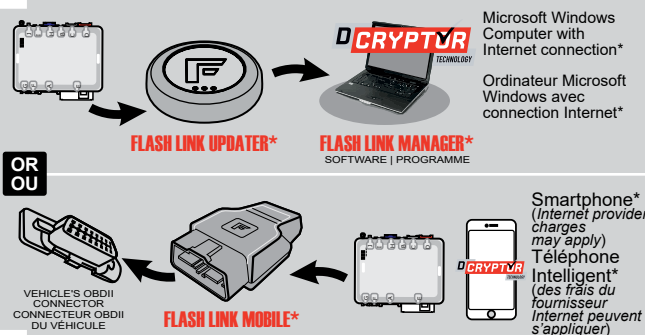 DCRYPTOR
TECHNOLOGY
Microsoft Windows
Computer with
Internet connection*
Ordinateur Microsoft
Windows avec
connection Internet*
FLASH LINK UPDATER*
FLASH LINK MANAGER*
SOFTWARE | PROGRAMME
OR
OU
VEHICLE'S OBDII
CONNECTOR
CONNECTEUR OBDII
DU VÉHICULE
FLASH LINK MOBILE*
DCRYPTOR
TECHNOLOGY
Smartphone*
(Internet provider
charges
may apply)
Téléphone
Intelligent*
(des frais du
fournisseur
Internet peuvent
s'appliquer)